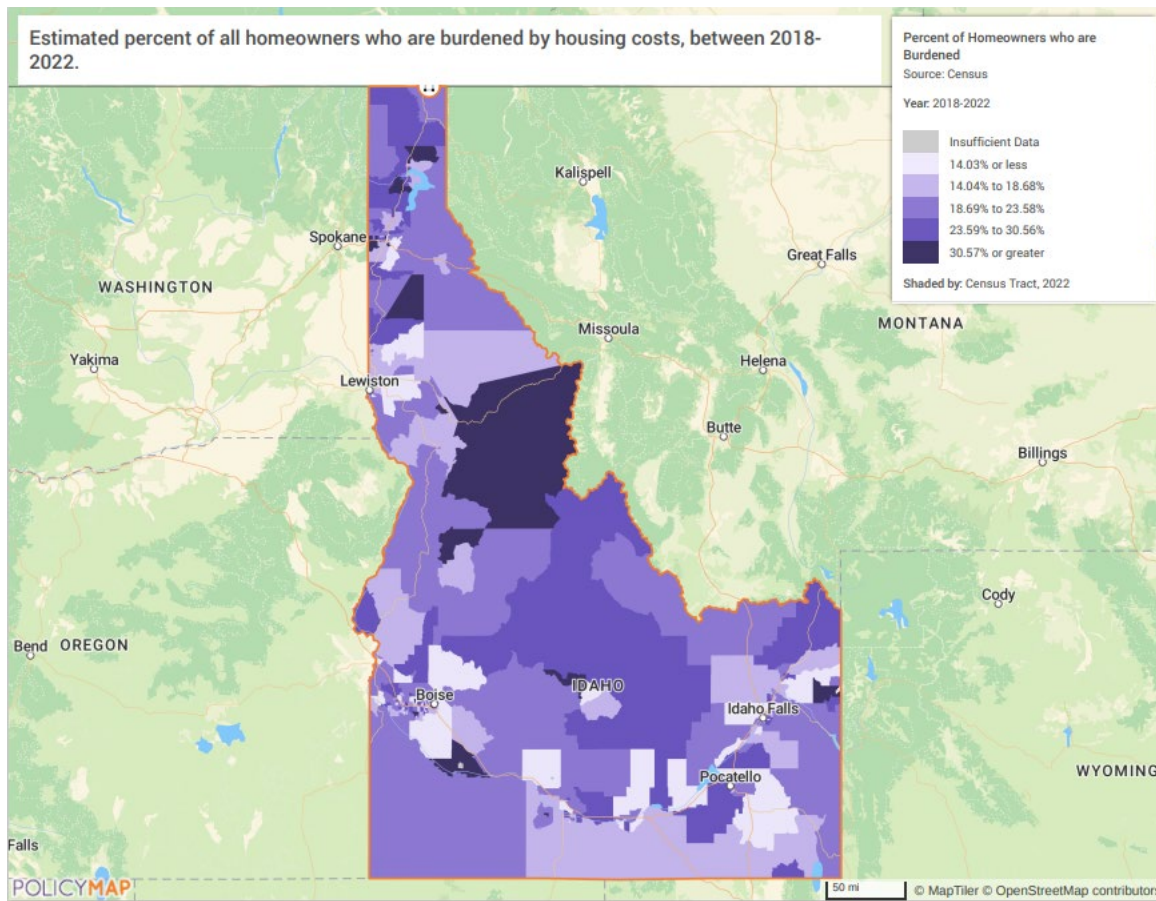 Estimated percent of all homeowners who are burdened by housing costs, between 2018-
2022.
Percent of Homeowners who are
Burdened
Source: Census
Year: 2018-2022
Insufficient Data
14.03% or less
14.04% to 18.68%
18.69% to 23.58%
23.59% to 30.56%
30.57% or greater
Shaded by: Census Tract, 2022
Kalispell
Spokane
Great Falls
WASHINGTON
MONTANA
Missoula
Yakima
Helena
Lewiston
Butte
Billings
Cody
Bend
OREGON
IDAHO
Boise
Idaho Falls
Pocatello
WYOMING
Falls
POLICYMAP
50 mi
© MapTiler © OpenStreetMap contributors